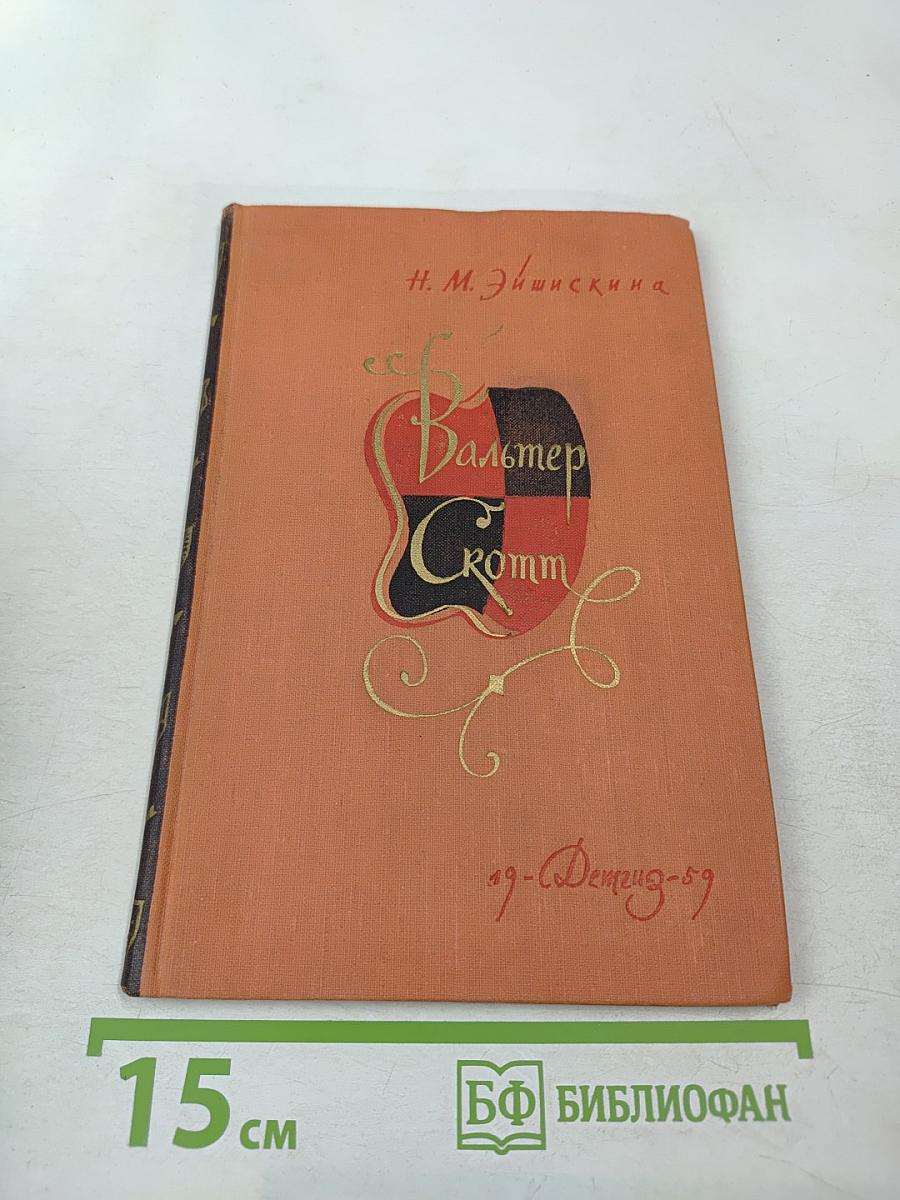 Н. М. Эйшискина
Вальтер
Скотт
19-Детгиз-59
15 см
БФ БИБЛИОФАН